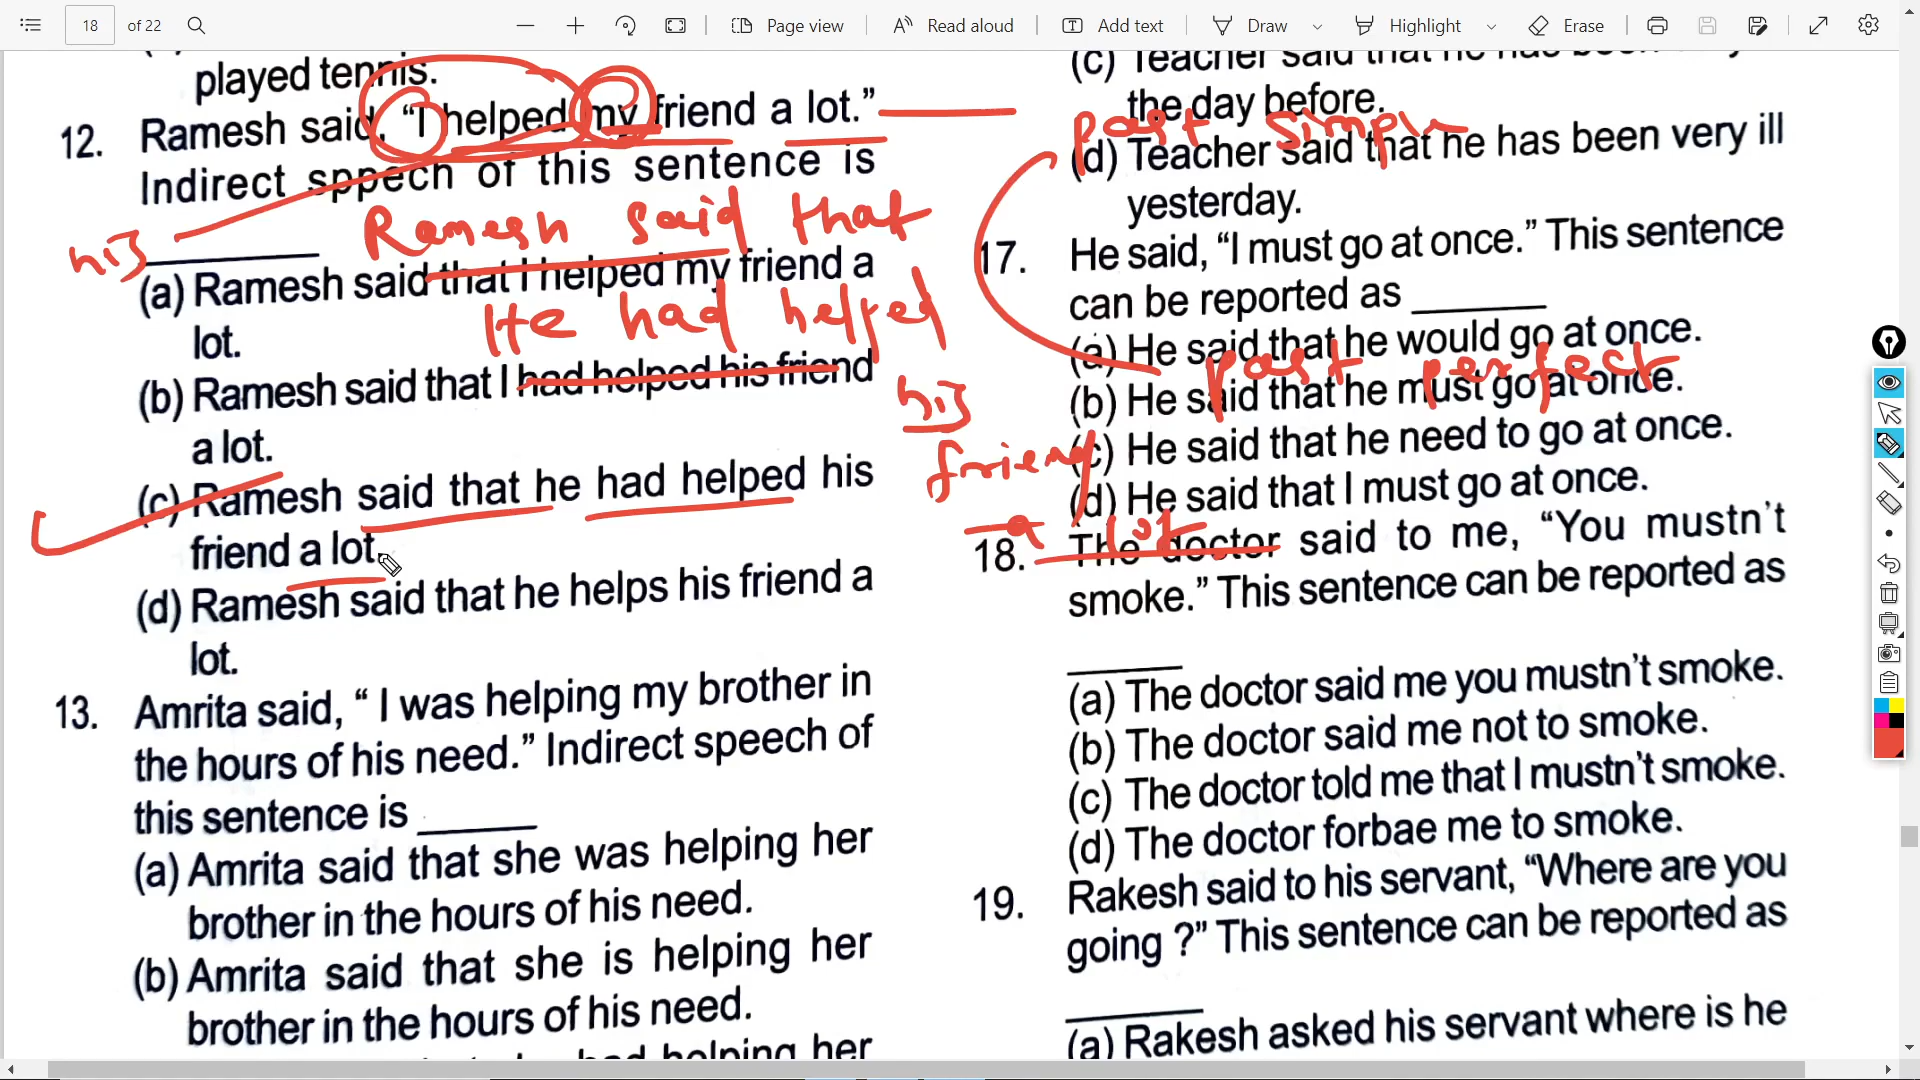 18 of 22 Page view Read aloud Add text Draw Highlight Erase
played tennis.
12. Ramesh said, “I helped my friend a lot.”
Indirect sppech of this sentence is
Ramesh said that
his
(a) Ramesh said that I helped my friend a
lot.
He had helped
(b) Ramesh said that I had helped his friend
a lot.
his
friend
a lot
(c) Ramesh said that he had helped his
friend a lot.
(d) Ramesh said that he helps his friend a
lot.
13. Amrita said, “ I was helping my brother in
the hours of his need.” Indirect speech of
this sentence is
(a) Amrita said that she was helping her
brother in the hours of his need.
(b) Amrita said that she is helping her
brother in the hours of his need.
had helping her
(c) Teacher said that he has been
the day before.
past simple
(d) Teacher said that he has been very ill
yesterday.
17. He said, “I must go at once.” This sentence
can be reported as
(a) He said that he would go at once.
past perfect
(b) He said that he must go at once.
(c) He said that he need to go at once.
(d) He said that I must go at once.
18. The doctor said to me, “You mustn’t
smoke.” This sentence can be reported as
(a) The doctor said me you mustn’t smoke.
(b) The doctor said me not to smoke.
(c) The doctor told me that I mustn’t smoke.
(d) The doctor forbae me to smoke.
19. Rakesh said to his servant, “Where are you
going ?” This sentence can be reported as
(a) Rakesh asked his servant where is he